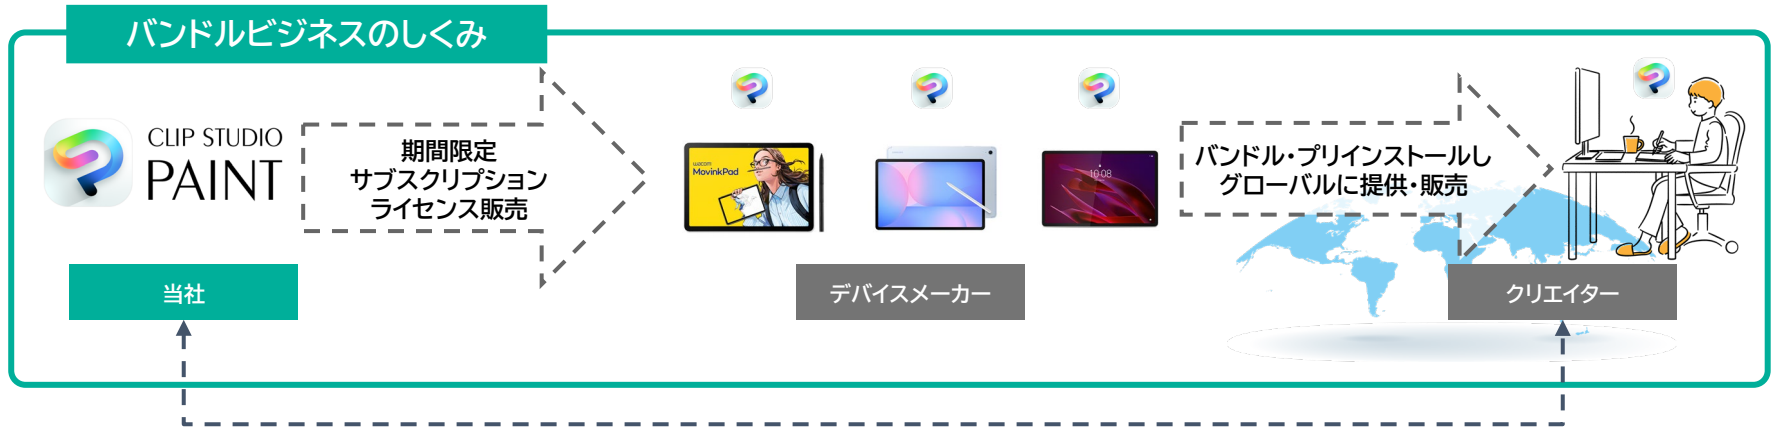 バンドルビジネスのしくみ
CLIP STUDIO
PAINT
期間限定
サブスクリプション
ライセンス販売
wacom
MovinkPad
10:08
バンドル・プリインストールし
グローバルに提供・販売
当社
デバイスメーカー
クリエイター